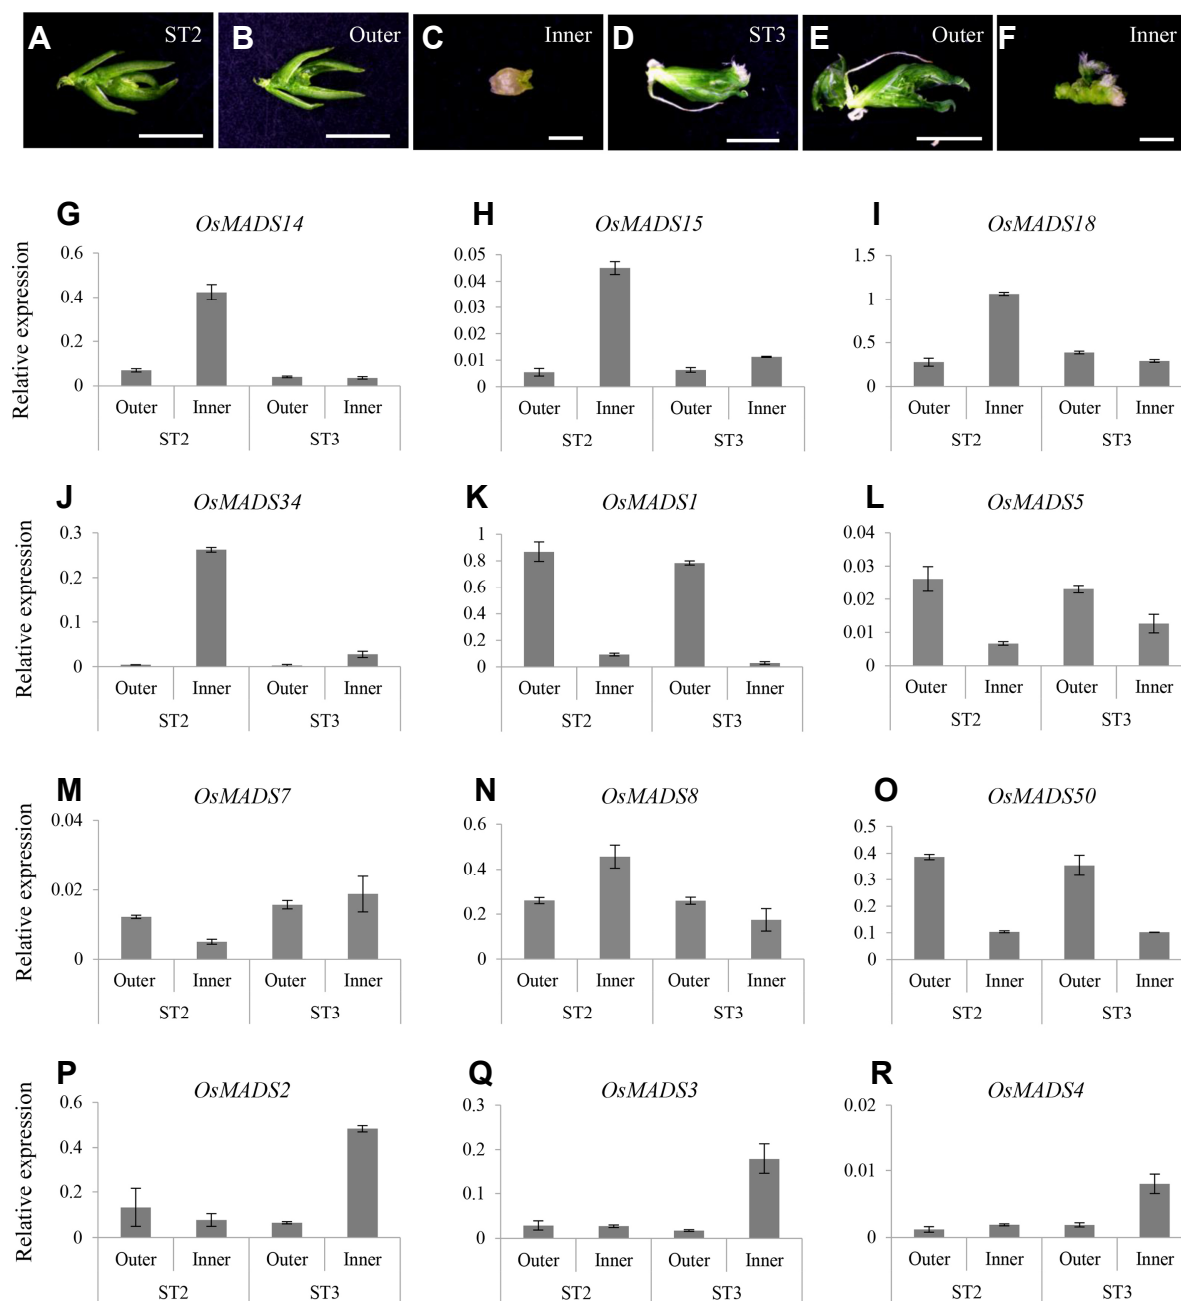 A ST2 B Outer C Inner D ST3 E Outer F Inner
G OsMADS14
Relative expression
0.6
0.4
0.2
0
Outer Inner Outer Inner
ST2 ST3
H OsMADS15
0.05
0.04
0.03
0.02
0.01
0
Outer Inner Outer Inner
ST2 ST3
I OsMADS18
1.5
1
0.5
0
Outer Inner Outer Inner
ST2 ST3
J OsMADS34
Relative expression
0.3
0.2
0.1
0
Outer Inner Outer Inner
ST2 ST3
K OsMADS1
1
0.8
0.6
0.4
0.2
0
Outer Inner Outer Inner
ST2 ST3
L OsMADS5
0.04
0.03
0.02
0.01
0
Outer Inner Outer Inner
ST2 ST3
M OsMADS7
Relative expression
0.04
0.02
0
Outer Inner Outer Inner
ST2 ST3
N OsMADS8
0.6
0.4
0.2
0
Outer Inner Outer Inner
ST2 ST3
O OsMADS50
0.5
0.4
0.3
0.2
0.1
0
Outer Inner Outer Inner
ST2 ST3
P OsMADS2
Relative expression
0.6
0.4
0.2
0
Outer Inner Outer Inner
ST2 ST3
Q OsMADS3
0.3
0.2
0.1
0
Outer Inner Outer Inner
ST2 ST3
R OsMADS4
0.02
0.01
0
Outer Inner Outer Inner
ST2 ST3